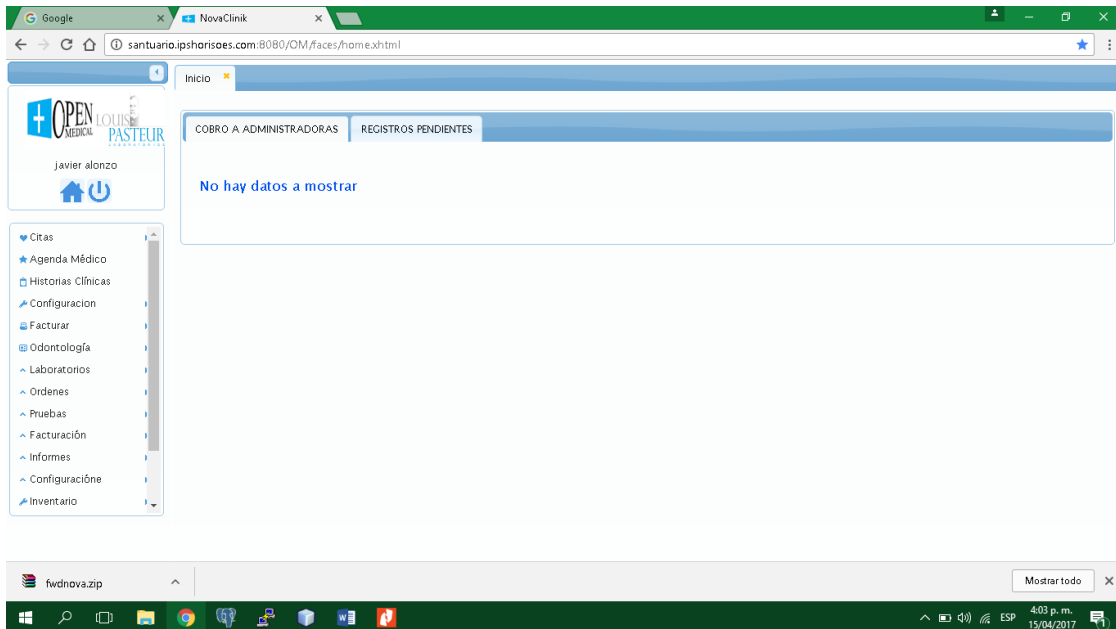 Google
NovaClinik
santuario.ipshorisoes.com:8080/OM/faces/home.xhtml
Inicio
OPEN
MEDICAL
LOUIS
PASTEUR
LABORATORIOS
javier alonzo
COBRO A ADMINISTRADORAS
REGISTROS PENDIENTES
No hay datos a mostrar
Citas
Agenda Médico
Historias Clínicas
Configuracion
Facturar
Odontología
Laboratorios
Ordenes
Pruebas
Facturación
Informes
Configuracióne
Inventario
fwdnova.zip
Mostrar todo
ESP
4:03 p. m.
15/04/2017